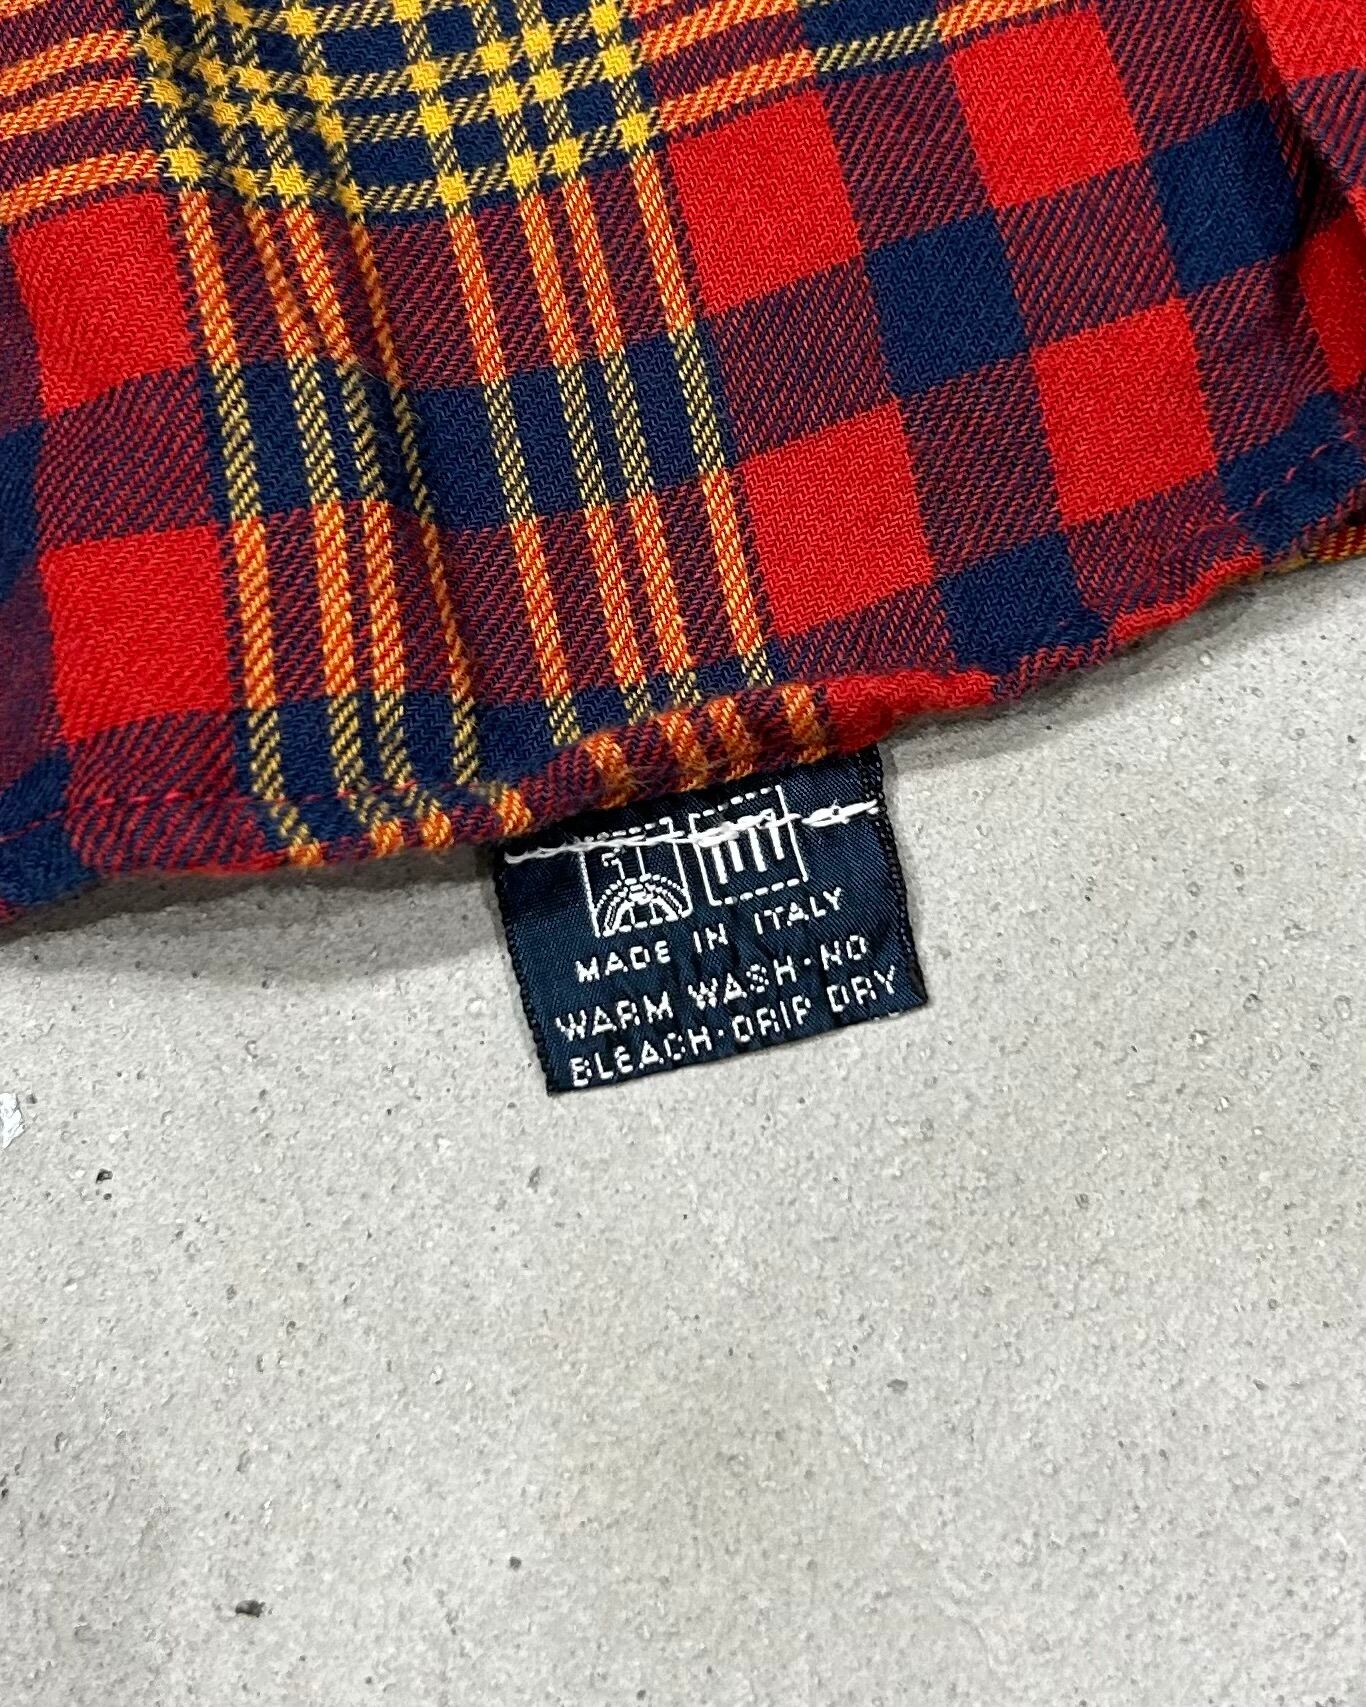 MADE IN ITALY
WARM WASH·NO
BLEACH·DRIP DRY